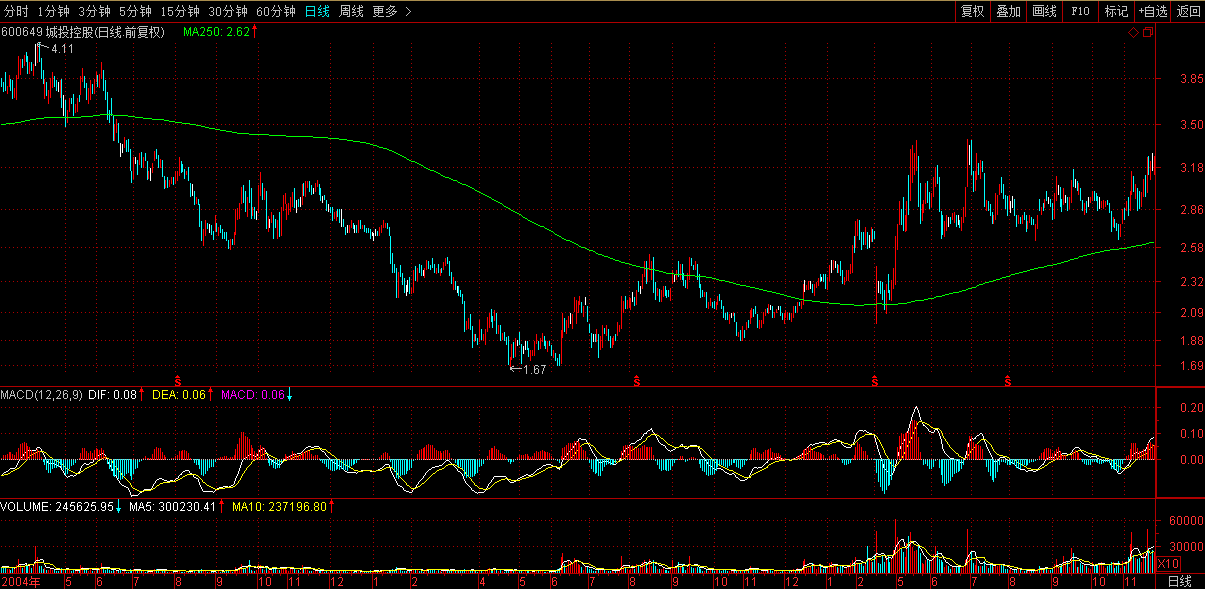 分时 1分钟 3分钟 5分钟 15分钟 30分钟 60分钟 日线 周线 更多 > 复权 叠加 画线 F10 标记 +自选 返回
600649 城投控股(日线.前复权) MA250: 2.62↑
4.11
3.85
3.50
3.18
2.86
2.58
2.32
2.09
1.88
1.69
←1.67
S S S S
MACD(12,26,9) DIF: 0.08↑ DEA: 0.06↑ MACD: 0.06↓
0.20
0.10
0.00
VOLUME: 245625.95↓ MA5: 300230.41↑ MA10: 237196.80↑
60000
30000
X10
2004年 5 6 7 8 9 10 11 12 1 2 4 5 6 7 8 9 10 11 12 1 2 5 6 7 8 9 10 11 日线